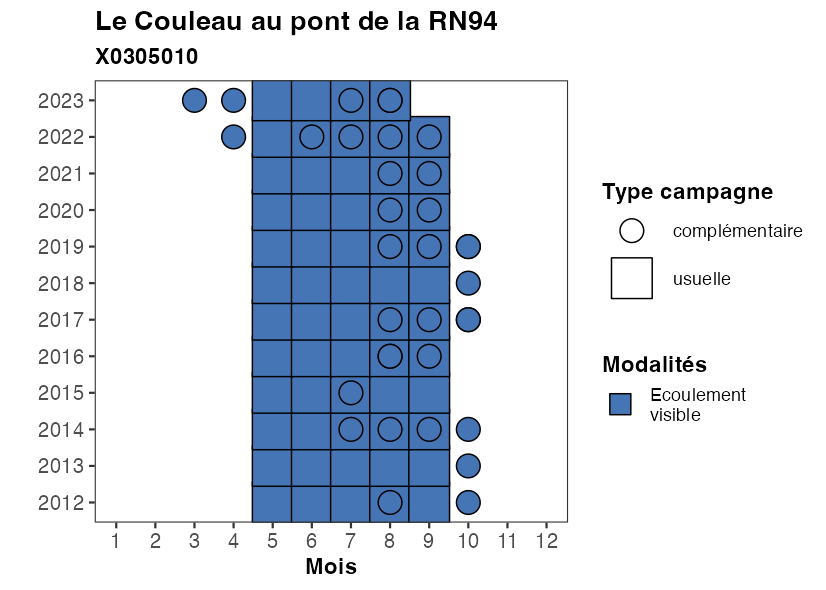 Le Couleau au pont de la RN94
X0305010
2023
2022
2021
2020
2019
2018
2017
2016
2015
2014
2013
2012
1 2 3 4 5 6 7 8 9 10 11 12
Mois
Type campagne
complémentaire
usuelle
Modalités
Ecoulement
visible